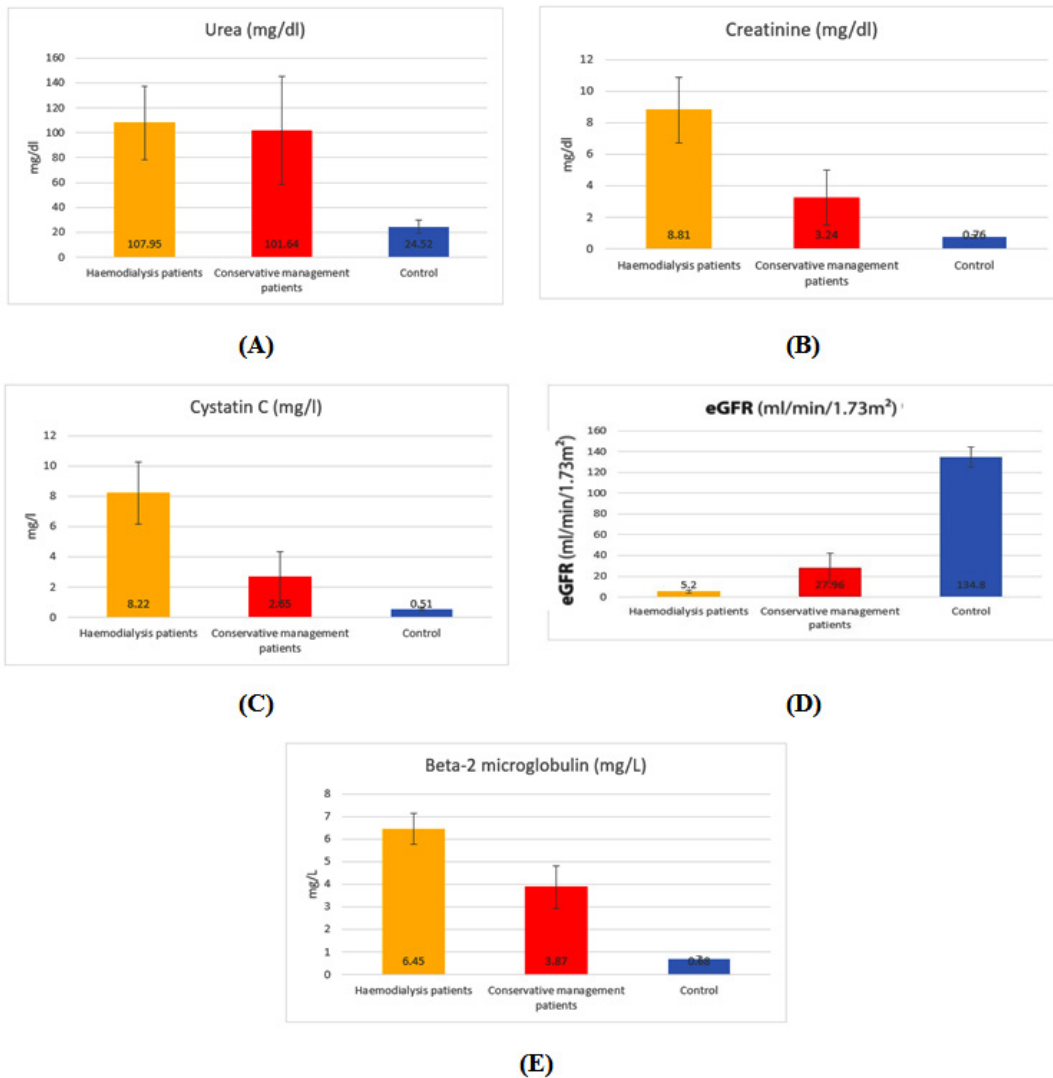 Urea (mg/dl)
160
140
120
100
80
60
40
20
0
mg/dl
107.95
101.64
24.52
Haemodialysis patients
Conservative management
patients
Control
(A)
Creatinine (mg/dl)
12
10
8
6
4
2
0
mg/dl
8.81
3.24
0.76
Haemodialysis patients
Conservative management
patients
Control
(B)
Cystatin C (mg/l)
12
10
8
6
4
2
0
mg/l
8.22
2.65
0.51
Haemodialysis patients
Conservative management
patients
Control
(C)
eGFR (ml/min/1.73m²)
160
140
120
100
80
60
40
20
0
eGFR (ml/min/1.73m²)
5.2
27.96
134.8
Haemodialysis patients
Conservative management
patients
Control
(D)
Beta-2 microglobulin (mg/L)
8
7
6
5
4
3
2
1
0
mg/L
6.45
3.87
0.68
Haemodialysis patients
Conservative management
patients
Control
(E)